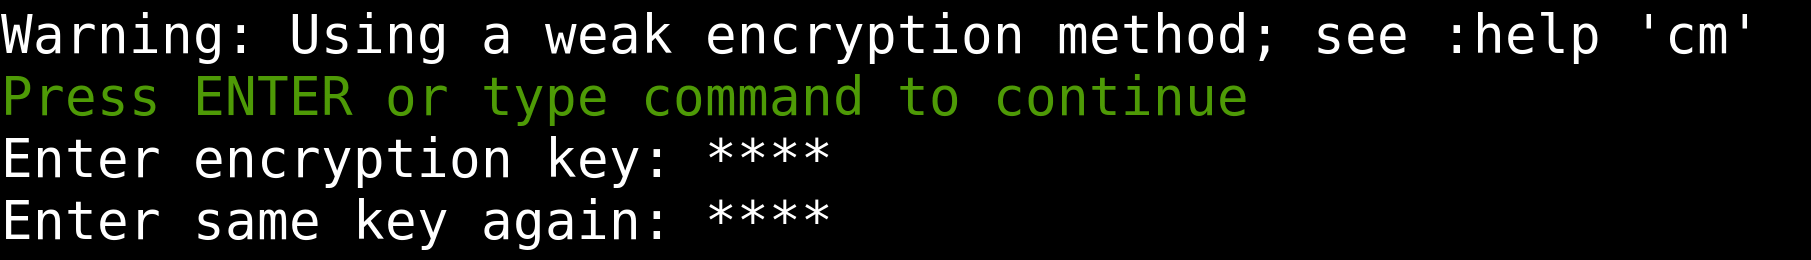 Warning: Using a weak encryption method; see :help 'cm'
Press ENTER or type command to continue
Enter encryption key: ****
Enter same key again: ****